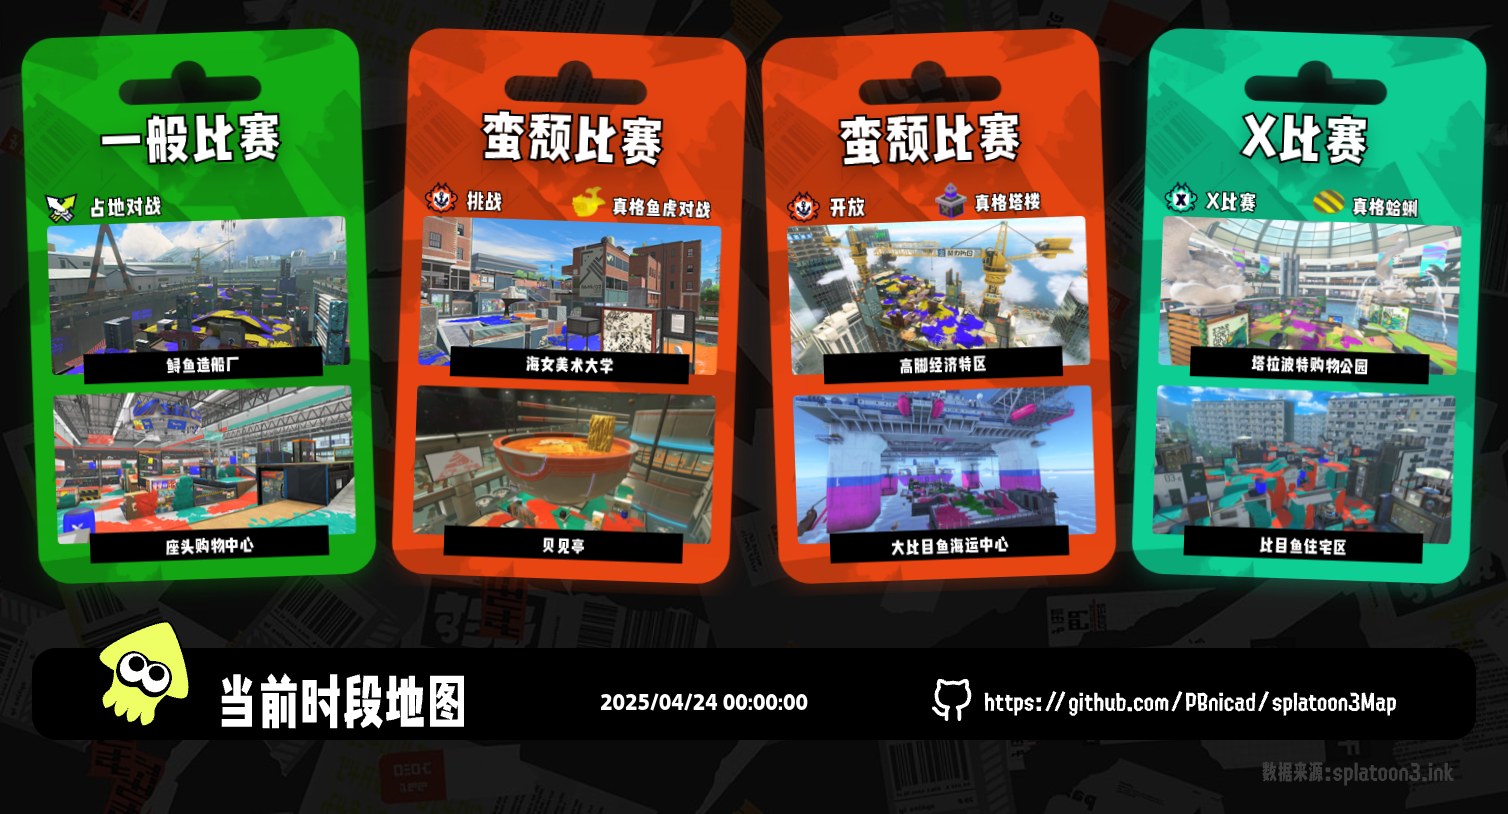 一般比赛
占地对战
鲟鱼造船厂
座头购物中心
蛮颓比赛
挑战
真格鱼虎对战
海女美术大学
贝见亭
蛮颓比赛
开放
真格塔楼
高脚经济特区
大比目鱼海运中心
X比赛
X比赛
真格蛤蜊
塔拉波特购物公园
比目鱼住宅区
当前时段地图
2025/04/24 00:00:00
https://github.com/PBnicad/splatoon3Map
数据来源:splatoon3.ink